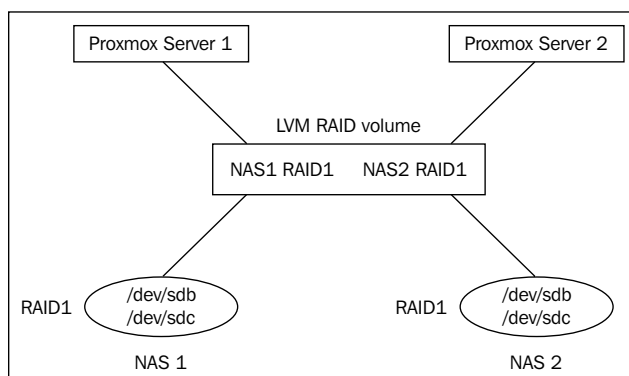 Proxmox Server 1
Proxmox Server 2
LVM RAID volume
NAS1 RAID1 NAS2 RAID1
RAID1
/dev/sdb
/dev/sdc
NAS 1
RAID1
/dev/sdb
/dev/sdc
NAS 2